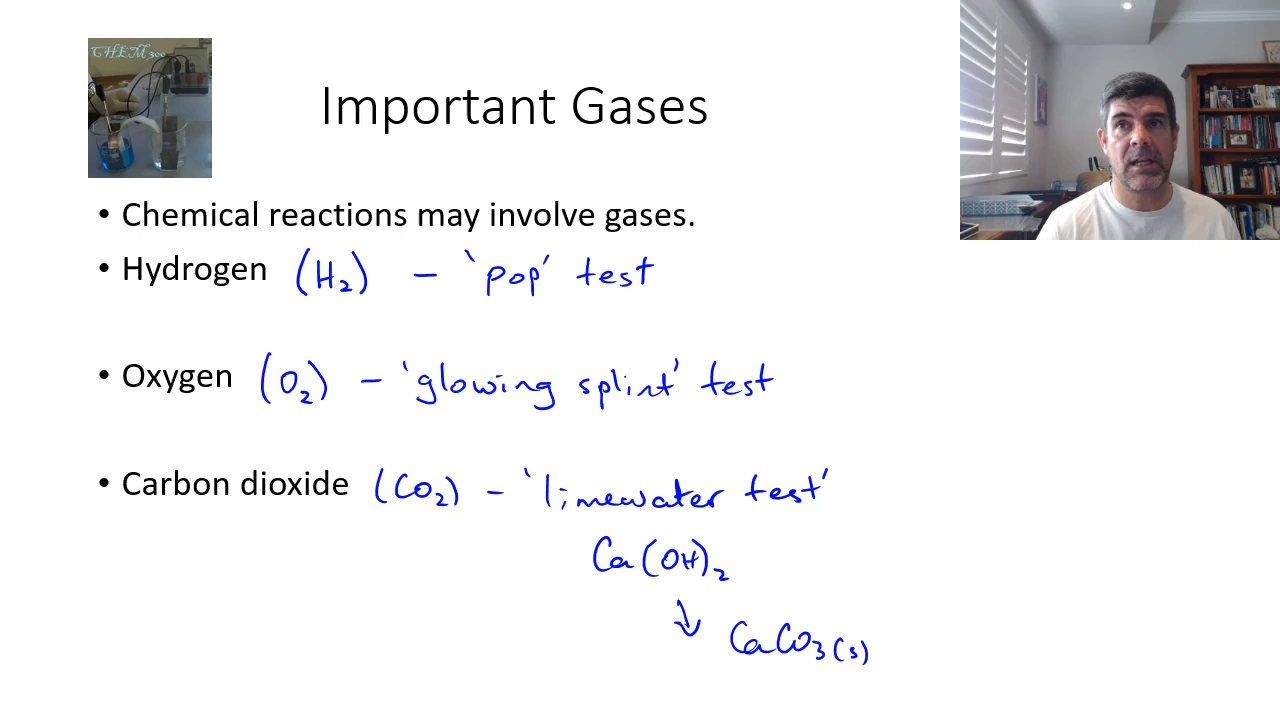 CHEM300
Important Gases
• Chemical reactions may involve gases.
• Hydrogen (H₂) – 'pop' test
• Oxygen (O₂) – 'glowing splint' test
• Carbon dioxide (CO₂) – 'limewater test'
Ca(OH)₂
↓ CaCO₃(s)